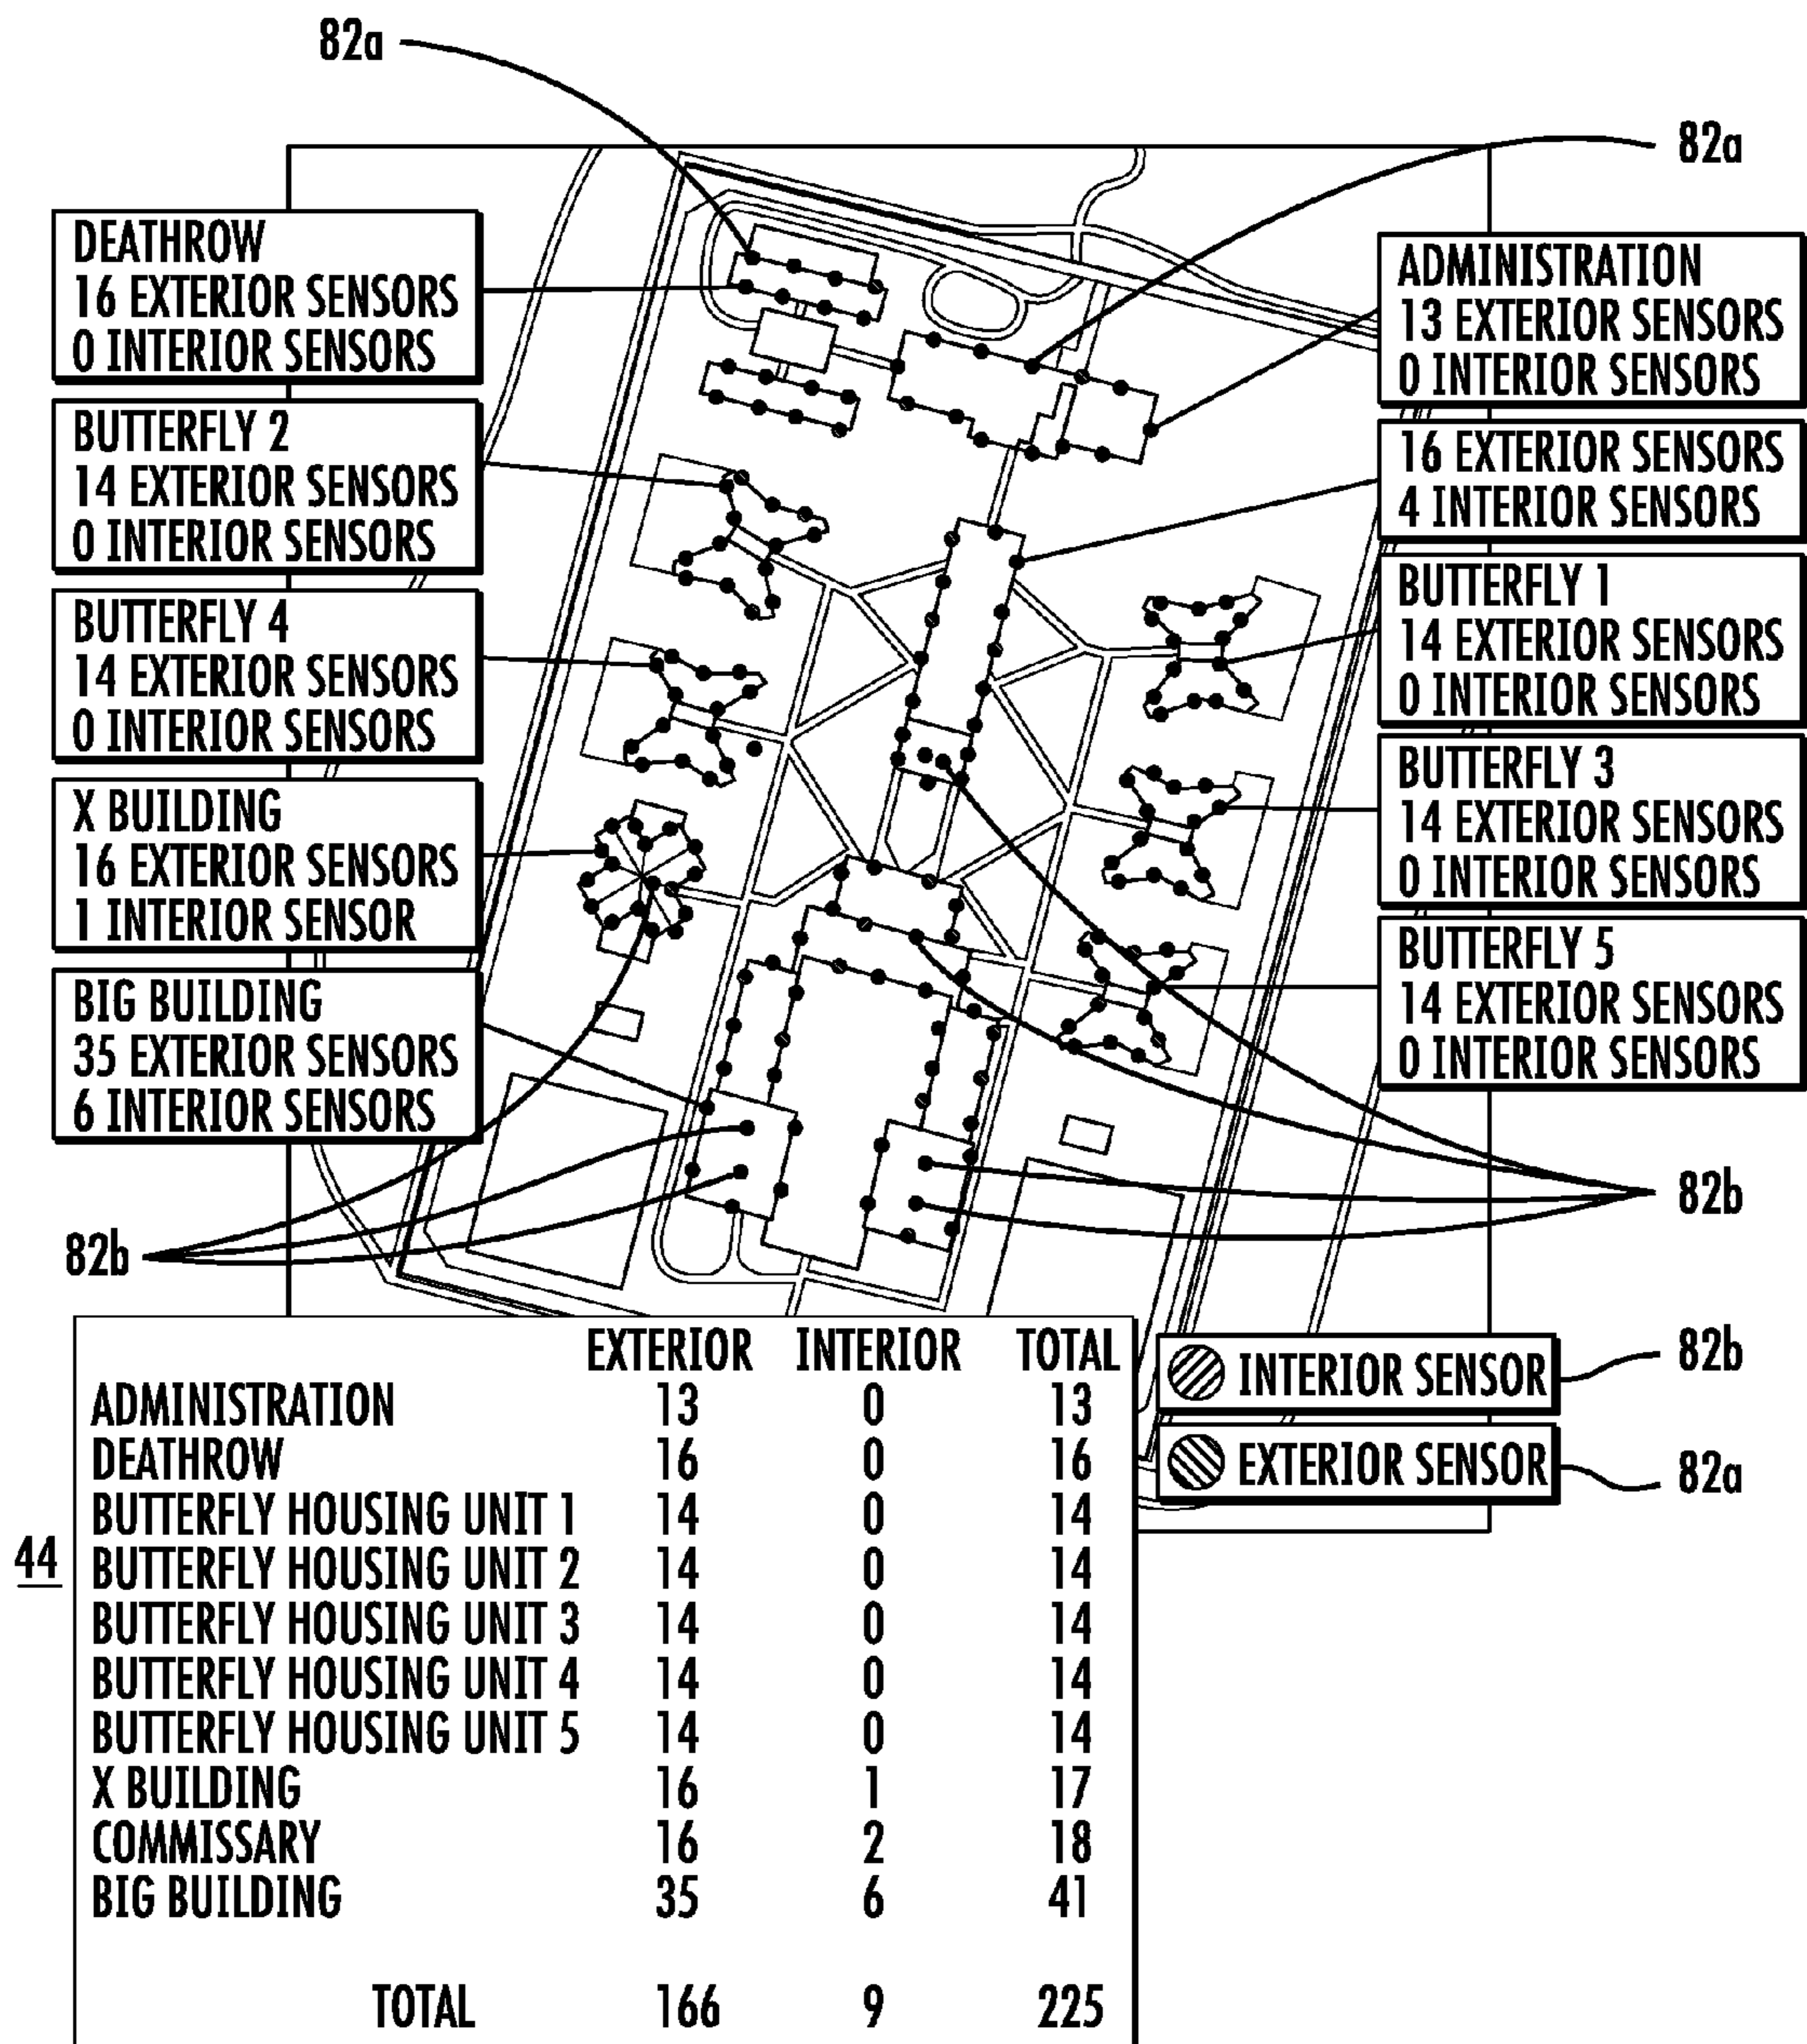 82a
82a
DEATHROW
16 EXTERIOR SENSORS
0 INTERIOR SENSORS
BUTTERFLY 2
14 EXTERIOR SENSORS
0 INTERIOR SENSORS
BUTTERFLY 4
14 EXTERIOR SENSORS
0 INTERIOR SENSORS
X BUILDING
16 EXTERIOR SENSORS
1 INTERIOR SENSOR
BIG BUILDING
35 EXTERIOR SENSORS
6 INTERIOR SENSORS
ADMINISTRATION
13 EXTERIOR SENSORS
0 INTERIOR SENSORS
16 EXTERIOR SENSORS
4 INTERIOR SENSORS
BUTTERFLY 1
14 EXTERIOR SENSORS
0 INTERIOR SENSORS
BUTTERFLY 3
14 EXTERIOR SENSORS
0 INTERIOR SENSORS
BUTTERFLY 5
14 EXTERIOR SENSORS
0 INTERIOR SENSORS
82b
82b
EXTERIOR INTERIOR TOTAL
ADMINISTRATION 13 0 13
DEATHROW 16 0 16
BUTTERFLY HOUSING UNIT 1 14 0 14
BUTTERFLY HOUSING UNIT 2 14 0 14
BUTTERFLY HOUSING UNIT 3 14 0 14
BUTTERFLY HOUSING UNIT 4 14 0 14
BUTTERFLY HOUSING UNIT 5 14 0 14
X BUILDING 16 1 17
COMMISSARY 16 2 18
BIG BUILDING 35 6 41
TOTAL 166 9 225
44
INTERIOR SENSOR
82b
EXTERIOR SENSOR
82a